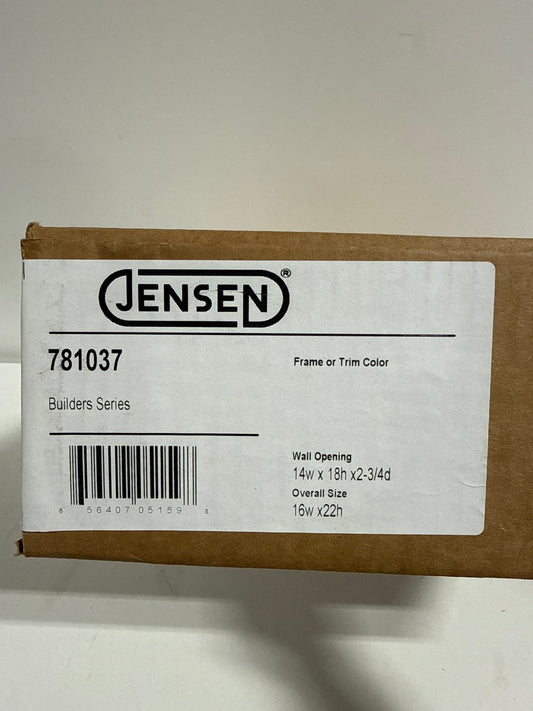 JENSEN®
781037
Frame or Trim Color
Builders Series
Wall Opening
14w x 18h x2-3/4d
Overall Size
16w x22h
8 56407 05159 8